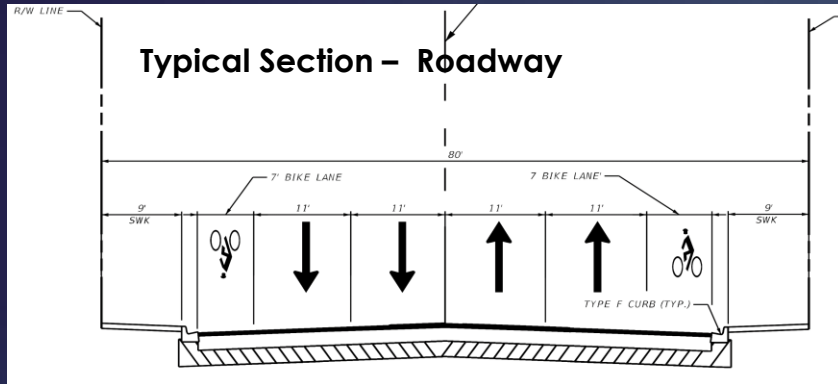 R/W LINE
Typical Section – Roadway
80'
7' BIKE LANE
7 BIKE LANE'
9'
11'
11'
11'
11'
9'
SWK
SWK
TYPE F CURB (TYP.)